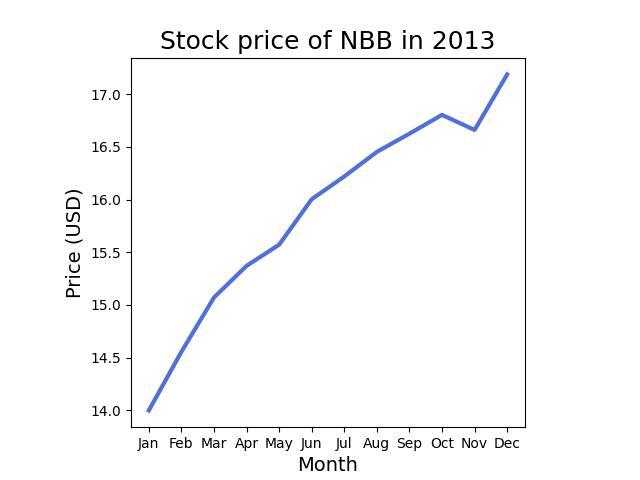 Stock price of NBB in 2013
Price (USD)
17.0
16.5
16.0
15.5
15.0
14.5
14.0
Jan Feb Mar Apr May Jun Jul Aug Sep Oct Nov Dec
Month